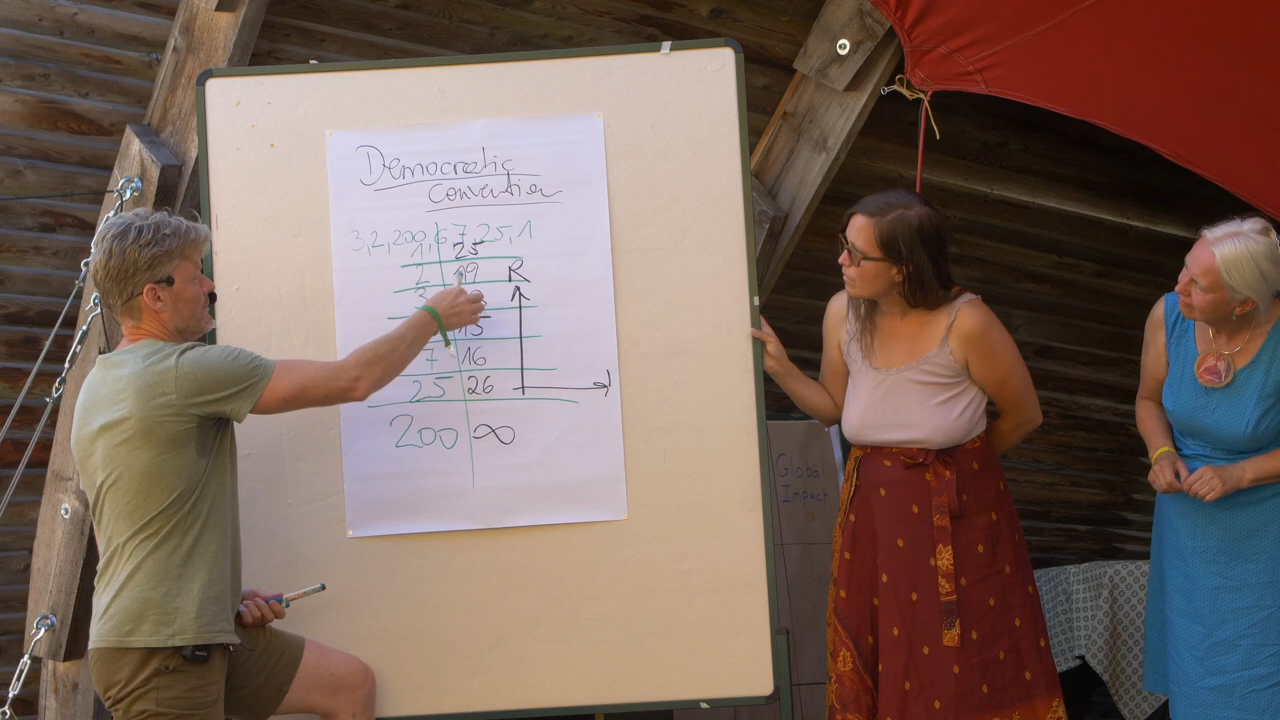 Democratic
convention
3, 2, 200, 6 7, 25, 1
1 25
2 19
R
15
7 16
25 26
200 ∞
Global
Impact